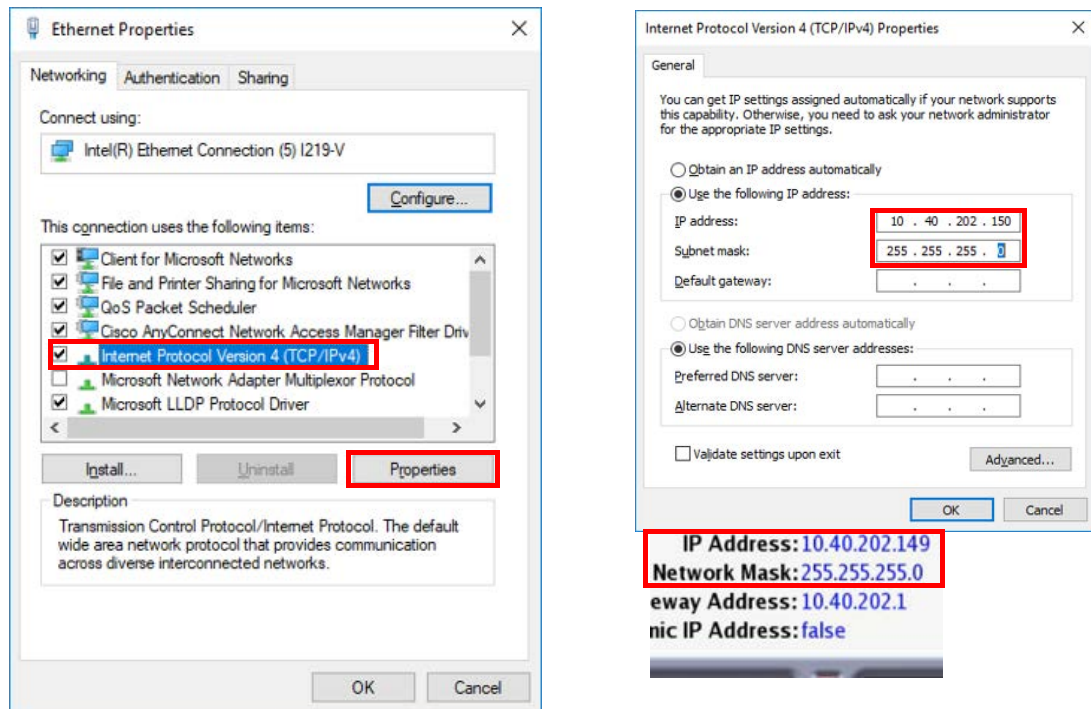 Ethernet Properties
Networking Authentication Sharing
Connect using:
Intel(R) Ethernet Connection (5) I219-V
Configure...
This connection uses the following items:
Client for Microsoft Networks
File and Printer Sharing for Microsoft Networks
QoS Packet Scheduler
Cisco AnyConnect Network Access Manager Filter Driv
Internet Protocol Version 4 (TCP/IPv4)
Microsoft Network Adapter Multiplexor Protocol
Microsoft LLDP Protocol Driver
Install... Uninstall Properties
Description
Transmission Control Protocol/Internet Protocol. The default
wide area network protocol that provides communication
across diverse interconnected networks.
OK Cancel
Internet Protocol Version 4 (TCP/IPv4) Properties
General
You can get IP settings assigned automatically if your network supports
this capability. Otherwise, you need to ask your network administrator
for the appropriate IP settings.
Obtain an IP address automatically
Use the following IP address:
IP address: 10 . 40 . 202 . 150
Subnet mask: 255 . 255 . 255 . 0
Default gateway: . . .
Obtain DNS server address automatically
Use the following DNS server addresses:
Preferred DNS server: . . .
Alternate DNS server: . . .
Validate settings upon exit
Advanced...
OK Cancel
IP Address: 10.40.202.149
Network Mask: 255.255.255.0
eway Address: 10.40.202.1
nic IP Address: false